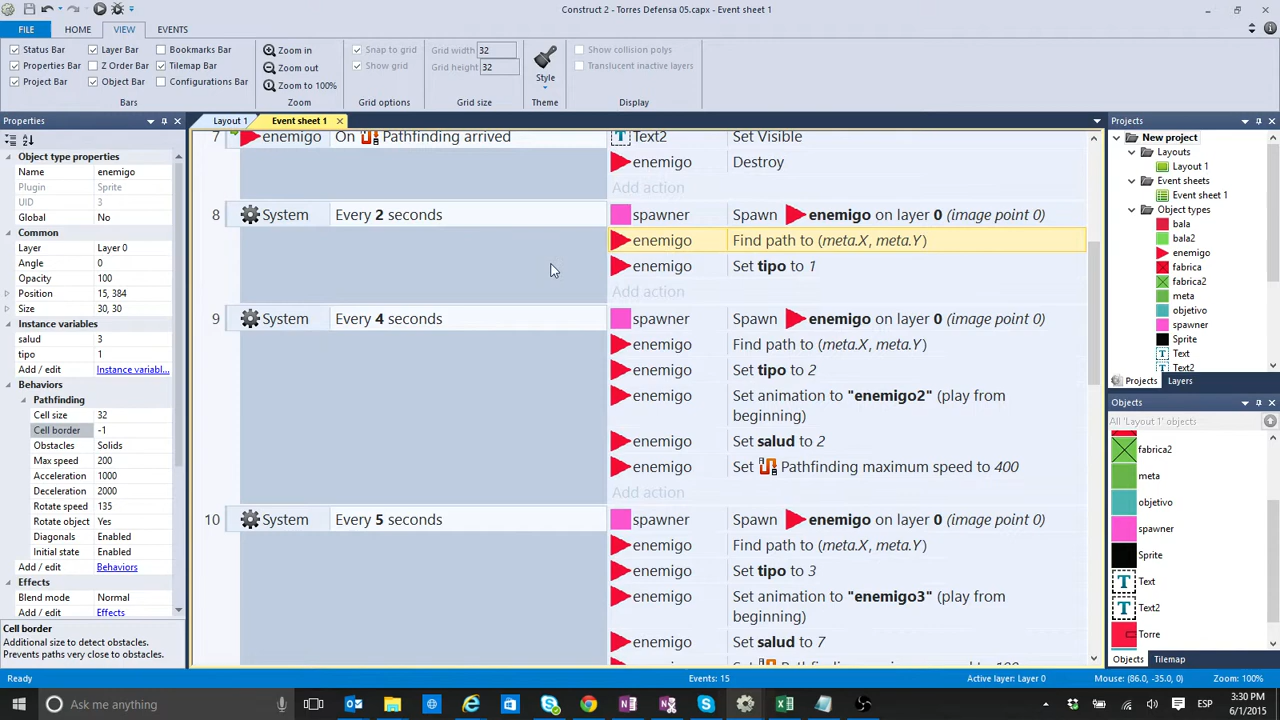 Construct 2 - Torres Defensa 05.capx - Event sheet 1
FILE HOME VIEW EVENTS
Status Bar Layer Bar Bookmarks Bar Zoom in Snap to grid Grid width 32 Show collision polys
Properties Bar Z Order Bar Tilemap Bar Zoom out Show grid Grid height 32 Translucent inactive layers
Project Bar Object Bar Configurations Bar Zoom to 100% Style
Bars Zoom Grid options Grid size Theme Display
Properties
Layout 1 Event sheet 1
Projects
Object type properties
Name enemigo
Plugin Sprite
UID 3
Global No
Common
Layer Layer 0
Angle 0
Opacity 100
Position 15, 384
Size 30, 30
Instance variables
salud 3
tipo 1
Add / edit Instance variabl...
Behaviors
Pathfinding
Cell size 32
Cell border -1
Obstacles Solids
Max speed 200
Acceleration 1000
Deceleration 2000
Rotate speed 135
Rotate object Yes
Diagonals Enabled
Initial state Enabled
Add / edit Behaviors
Effects
Blend mode Normal
Add / edit Effects
Cell border
Additional size to detect obstacles.
Prevents paths very close to obstacles.
7 enemigo On Pathfinding arrived Text2 Set Visible
enemigo Destroy
Add action
8 System Every 2 seconds spawner Spawn enemigo on layer 0 (image point 0)
enemigo Find path to (meta.X, meta.Y)
enemigo Set tipo to 1
Add action
9 System Every 4 seconds spawner Spawn enemigo on layer 0 (image point 0)
enemigo Find path to (meta.X, meta.Y)
enemigo Set tipo to 2
enemigo Set animation to "enemigo2" (play from
beginning)
enemigo Set salud to 2
enemigo Set Pathfinding maximum speed to 400
Add action
10 System Every 5 seconds spawner Spawn enemigo on layer 0 (image point 0)
enemigo Find path to (meta.X, meta.Y)
enemigo Set tipo to 3
enemigo Set animation to "enemigo3" (play from
beginning)
enemigo Set salud to 7
New project
Layouts
Layout 1
Event sheets
Event sheet 1
Object types
bala
bala2
enemigo
fabrica
fabrica2
meta
objetivo
spawner
Sprite
Text
Text2
Projects Layers
Objects
All 'Layout 1' objects
fabrica2
meta
objetivo
spawner
Sprite
Text
Text2
Torre
Objects Tilemap
Ready Events: 15 Active layer: Layer 0 Mouse: (86.0, -35.0, 0) Zoom: 100%
Ask me anything
ESP 3:30 PM
6/1/2015